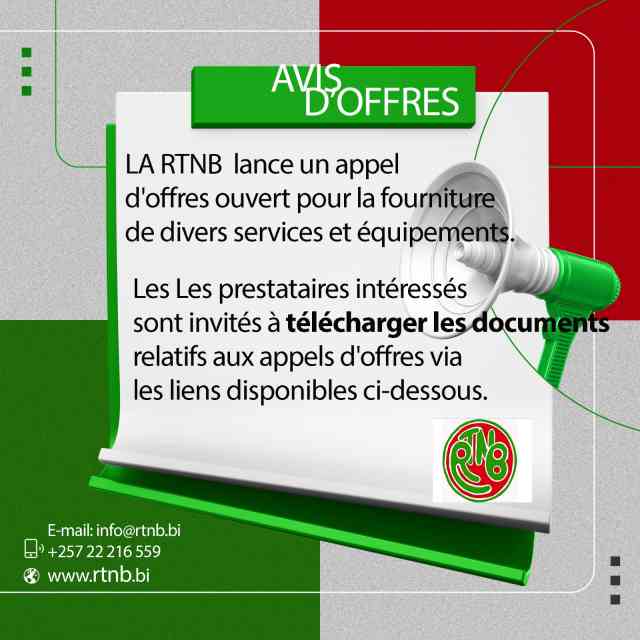 AVIS
D'OFFRES
LA RTNB lance un appel
d'offres ouvert pour la fourniture
de divers services et équipements.
Les Les prestataires intéressés
sont invités à télécharger les documents
relatifs aux appels d'offres via
les liens disponibles ci-dessous.
RTNB
E-mail: info@rtnb.bi
+257 22 216 559
www.rtnb.bi